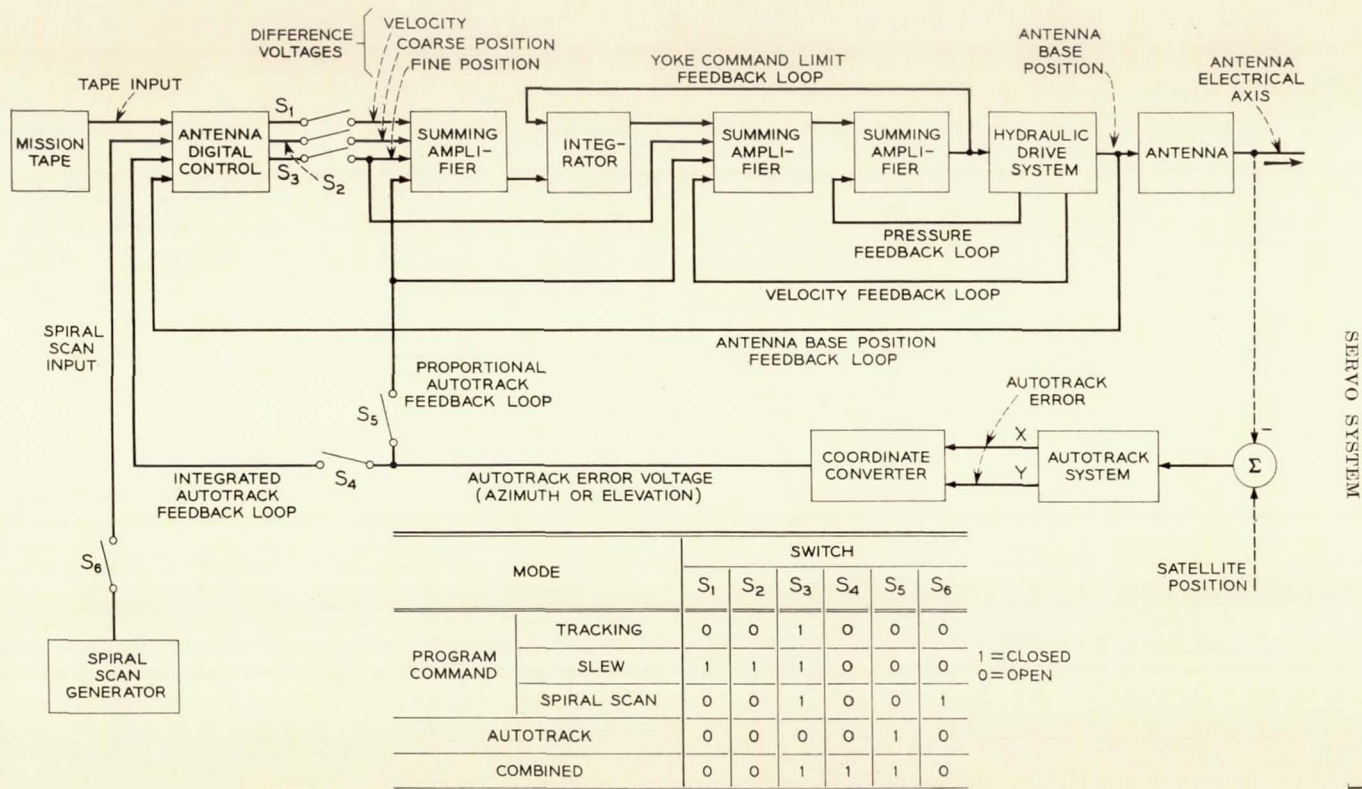 DIFFERENCE
VOLTAGES
VELOCITY
COARSE POSITION
FINE POSITION
YOKE COMMAND LIMIT
FEEDBACK LOOP
ANTENNA
BASE
POSITION
ANTENNA
ELECTRICAL
AXIS
TAPE INPUT
MISSION
TAPE
ANTENNA
DIGITAL
CONTROL
S1
S3
S2
SUMMING
AMPLI-
FIER
INTEG-
RATOR
SUMMING
AMPLI-
FIER
SUMMING
AMPLI-
FIER
HYDRAULIC
DRIVE
SYSTEM
ANTENNA
PRESSURE
FEEDBACK LOOP
VELOCITY FEEDBACK LOOP
ANTENNA BASE POSITION
FEEDBACK LOOP
SPIRAL
SCAN
INPUT
PROPORTIONAL
AUTOTRACK
FEEDBACK LOOP
S5
AUTOTRACK
ERROR
S4
INTEGRATED
AUTOTRACK
FEEDBACK LOOP
AUTOTRACK ERROR VOLTAGE
(AZIMUTH OR ELEVATION)
COORDINATE
CONVERTER
X
Y
AUTOTRACK
SYSTEM
−
Σ
SATELLITE
POSITION
S6
SPIRAL
SCAN
GENERATOR
MODE
SWITCH
S1 S2 S3 S4 S5 S6
PROGRAM
COMMAND
TRACKING 0 0 1 0 0 0
SLEW 1 1 1 0 0 0
SPIRAL SCAN 0 0 1 0 0 1
AUTOTRACK 0 0 0 0 1 0
COMBINED 0 0 1 1 1 0
1=CLOSED
0=OPEN
SERVO SYSTEM